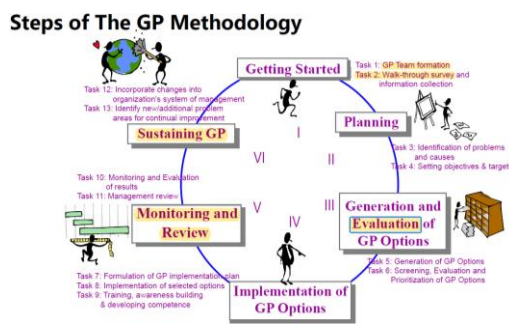 Steps of The GP Methodology
Getting Started
Task 1: GP Team formation
Task 2: Walk-through survey and
information collection
I
Planning
Task 3: Identification of problems
and causes
Task 4: Setting objectives & target
II
Generation and
Evaluation of
GP Options
Task 5: Generation of GP Options
Task 6: Screening, Evaluation and
Prioritization of GP Options
III
Implementation of
GP Options
Task 7: Formulation of GP implementation plan
Task 8: Implementation of selected options
Task 9: Training, awareness building
& developing competence
IV
Monitoring and
Review
Task 10: Monitoring and Evaluation
of results
Task 11: Management review
V
Sustaining GP
Task 12: Incorporate changes into
organization's system of management
Task 13: Identify new/additional problem
areas for continual improvement
VI